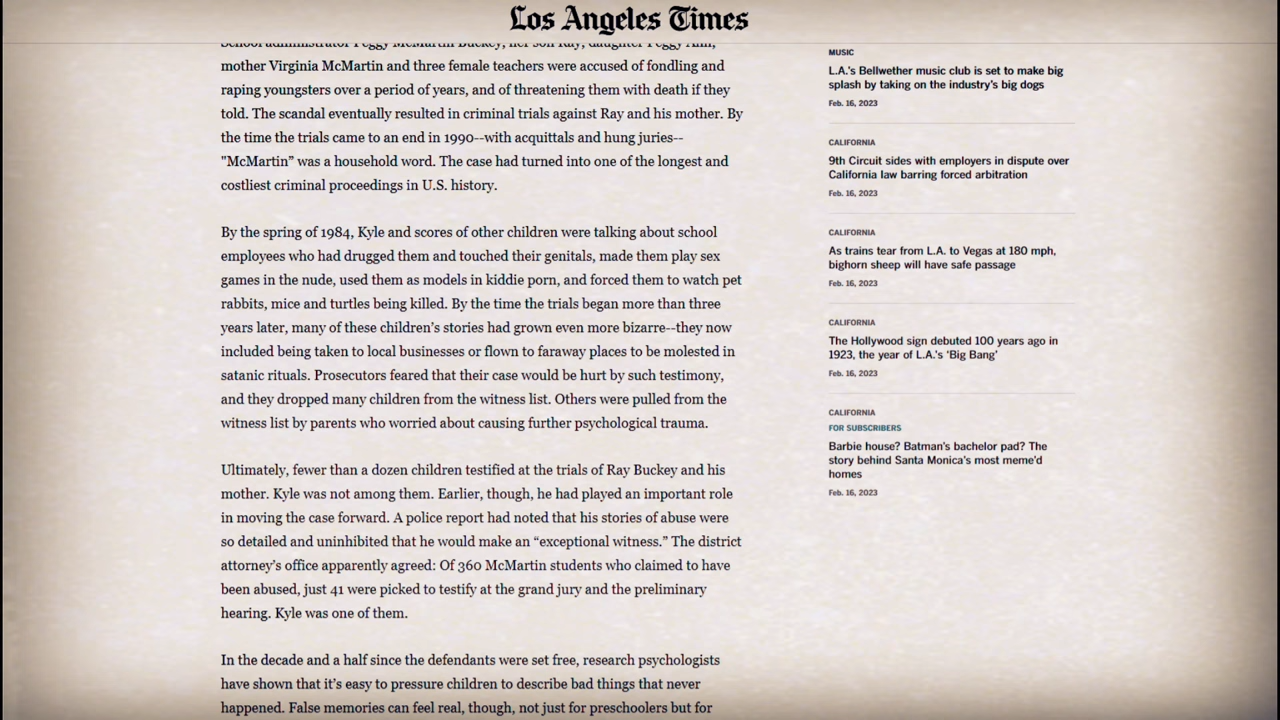 Los Angeles Times
School administrator Peggy McMartin Buckey, her son Ray, daughter Peggy Ann,
mother Virginia McMartin and three female teachers were accused of fondling and
raping youngsters over a period of years, and of threatening them with death if they
told. The scandal eventually resulted in criminal trials against Ray and his mother. By
the time the trials came to an end in 1990--with acquittals and hung juries--
"McMartin” was a household word. The case had turned into one of the longest and
costliest criminal proceedings in U.S. history.
By the spring of 1984, Kyle and scores of other children were talking about school
employees who had drugged them and touched their genitals, made them play sex
games in the nude, used them as models in kiddie porn, and forced them to watch pet
rabbits, mice and turtles being killed. By the time the trials began more than three
years later, many of these children’s stories had grown even more bizarre--they now
included being taken to local businesses or flown to faraway places to be molested in
satanic rituals. Prosecutors feared that their case would be hurt by such testimony,
and they dropped many children from the witness list. Others were pulled from the
witness list by parents who worried about causing further psychological trauma.
Ultimately, fewer than a dozen children testified at the trials of Ray Buckey and his
mother. Kyle was not among them. Earlier, though, he had played an important role
in moving the case forward. A police report had noted that his stories of abuse were
so detailed and uninhibited that he would make an “exceptional witness.” The district
attorney’s office apparently agreed: Of 360 McMartin students who claimed to have
been abused, just 41 were picked to testify at the grand jury and the preliminary
hearing. Kyle was one of them.
In the decade and a half since the defendants were set free, research psychologists
have shown that it’s easy to pressure children to describe bad things that never
happened. False memories can feel real, though, not just for preschoolers but for
MUSIC
L.A.’s Bellwether music club is set to make big
splash by taking on the industry’s big dogs
Feb. 16, 2023
CALIFORNIA
9th Circuit sides with employers in dispute over
California law barring forced arbitration
Feb. 16, 2023
CALIFORNIA
As trains tear from L.A. to Vegas at 180 mph,
bighorn sheep will have safe passage
Feb. 16, 2023
CALIFORNIA
The Hollywood sign debuted 100 years ago in
1923, the year of L.A.’s ‘Big Bang’
Feb. 16, 2023
CALIFORNIA
FOR SUBSCRIBERS
Barbie house? Batman’s bachelor pad? The
story behind Santa Monica’s most meme’d
homes
Feb. 16, 2023